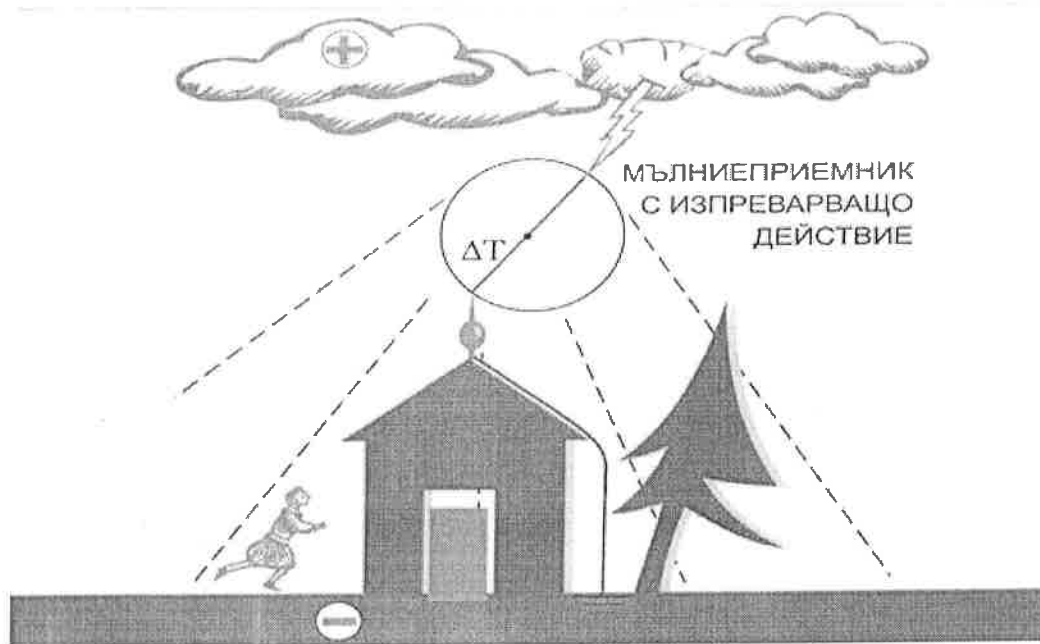 +
МЪЛНИЕПРИЕМНИК
С ИЗПРЕВАРВАЩО
ДЕЙСТВИЕ
ΔT
−